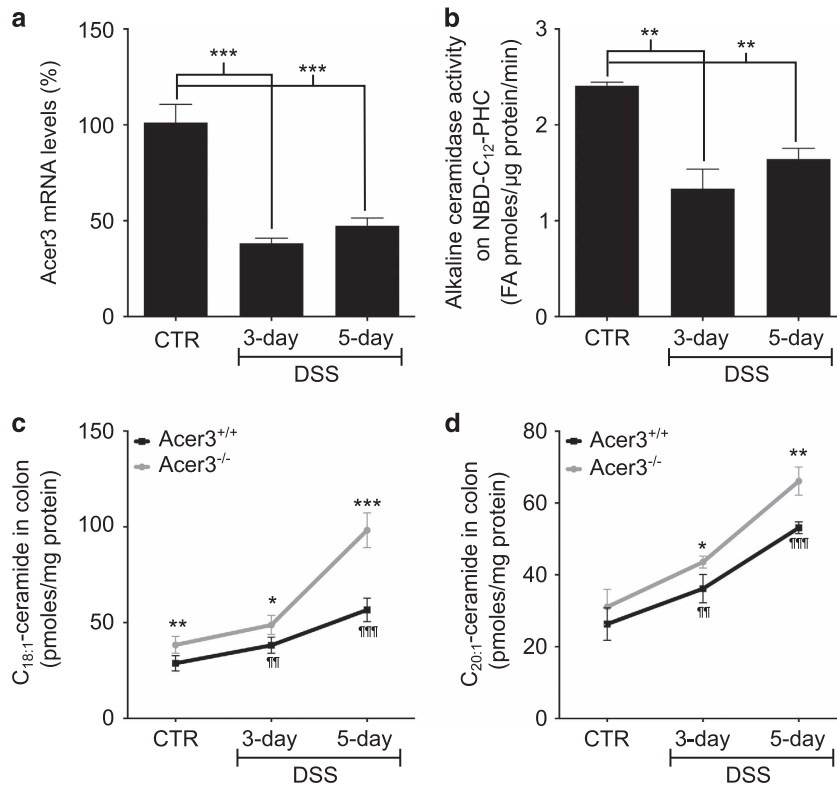 a
Acer3 mRNA levels (%)
150
100
50
0
***
***
CTR
3-day
5-day
DSS
b
Alkaline ceramidase activity
on NBD-C₁₂-PHC
(FA pmoles/µg protein/min)
3
2
1
0
**
**
CTR
3-day
5-day
DSS
c
C₁₈:₁-ceramide in colon
(pmoles/mg protein)
150
100
50
0
Acer3⁺/⁺
Acer3⁻/⁻
**
*
***
¶¶
¶¶¶
CTR
3-day
5-day
DSS
d
C₂₀:₁-ceramide in colon
(pmoles/mg protein)
80
60
40
20
0
Acer3⁺/⁺
Acer3⁻/⁻
*
**
¶¶
¶¶¶
CTR
3-day
5-day
DSS